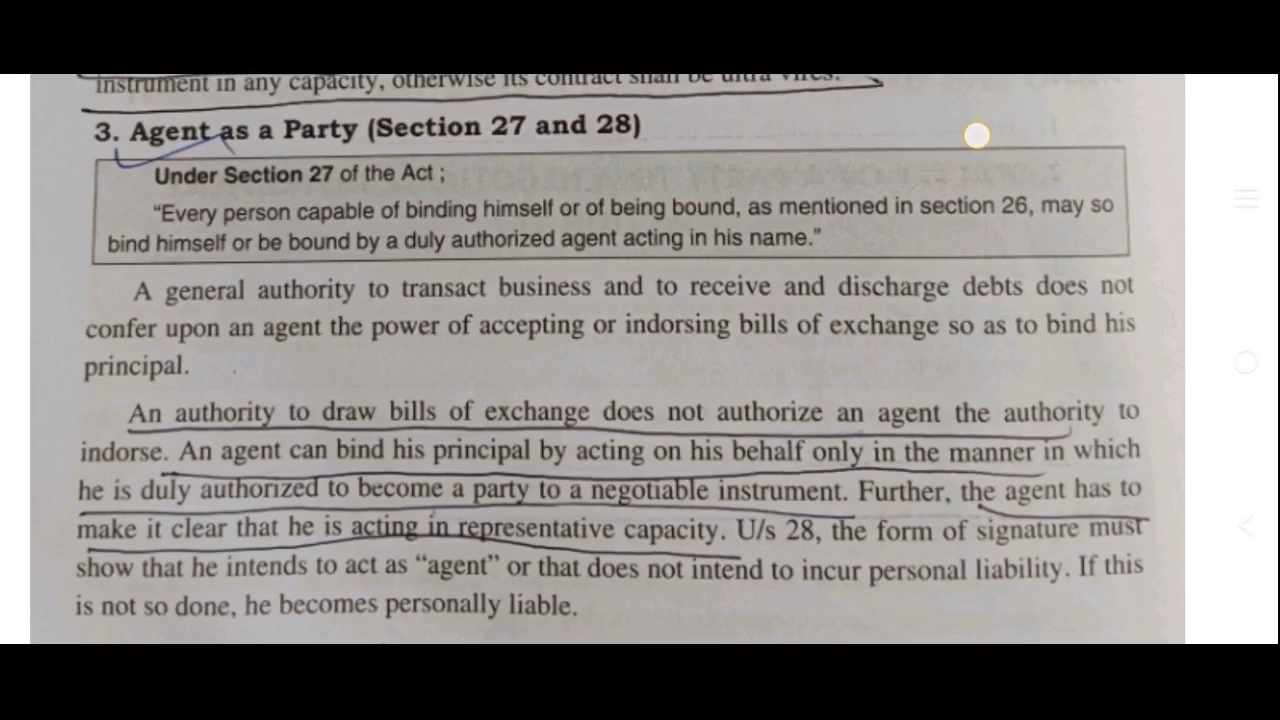 instrument in any capacity, otherwise its contract shall be ultra vires.
3. Agent as a Party (Section 27 and 28)
Under Section 27 of the Act ;
“Every person capable of binding himself or of being bound, as mentioned in section 26, may so
bind himself or be bound by a duly authorized agent acting in his name.”
A general authority to transact business and to receive and discharge debts does not
confer upon an agent the power of accepting or indorsing bills of exchange so as to bind his
principal.
An authority to draw bills of exchange does not authorize an agent the authority to
indorse. An agent can bind his principal by acting on his behalf only in the manner in which
he is duly authorized to become a party to a negotiable instrument. Further, the agent has to
make it clear that he is acting in representative capacity. U/s 28, the form of signature must
show that he intends to act as “agent” or that does not intend to incur personal liability. If this
is not so done, he becomes personally liable.